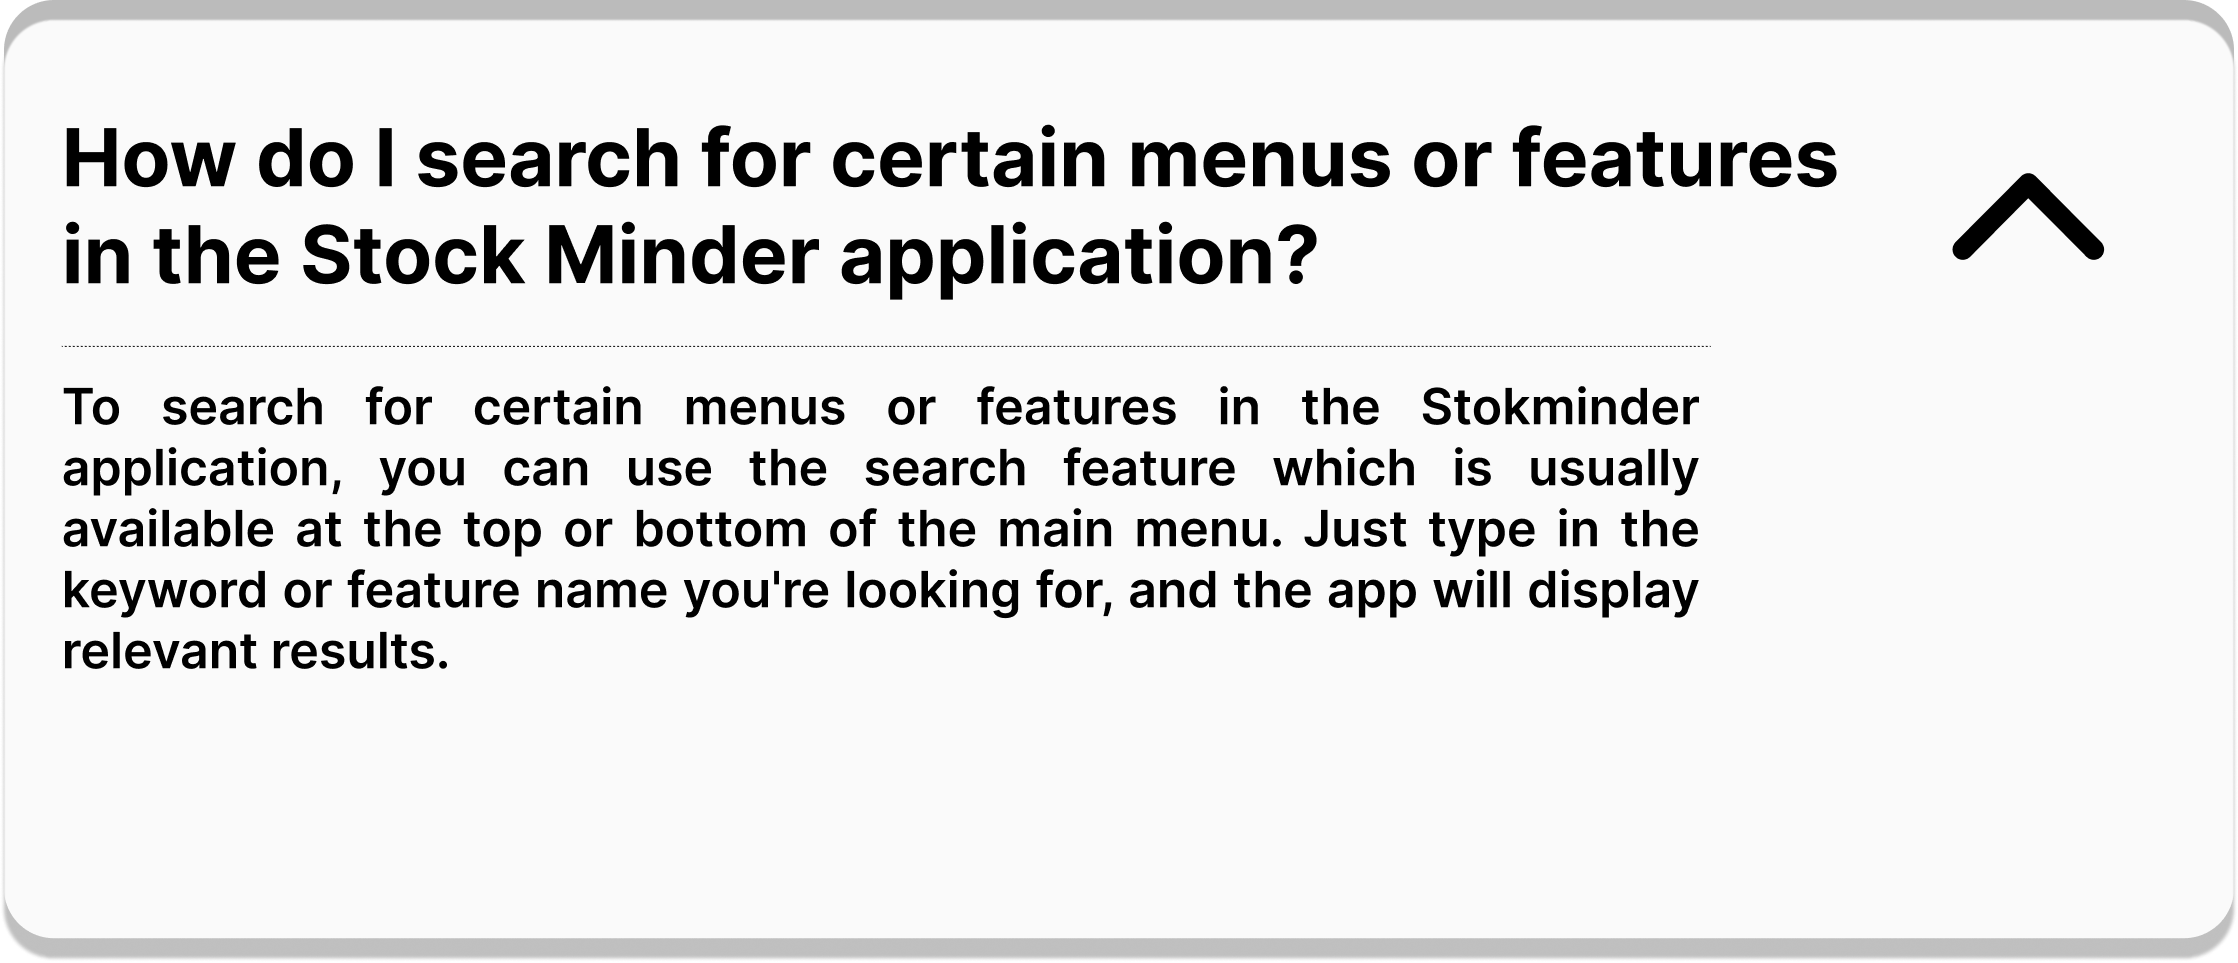 How do I search for certain menus or features
in the Stock Minder application?
To search for certain menus or features in the Stokminder
application, you can use the search feature which is usually
available at the top or bottom of the main menu. Just type in the
keyword or feature name you're looking for, and the app will display
relevant results.